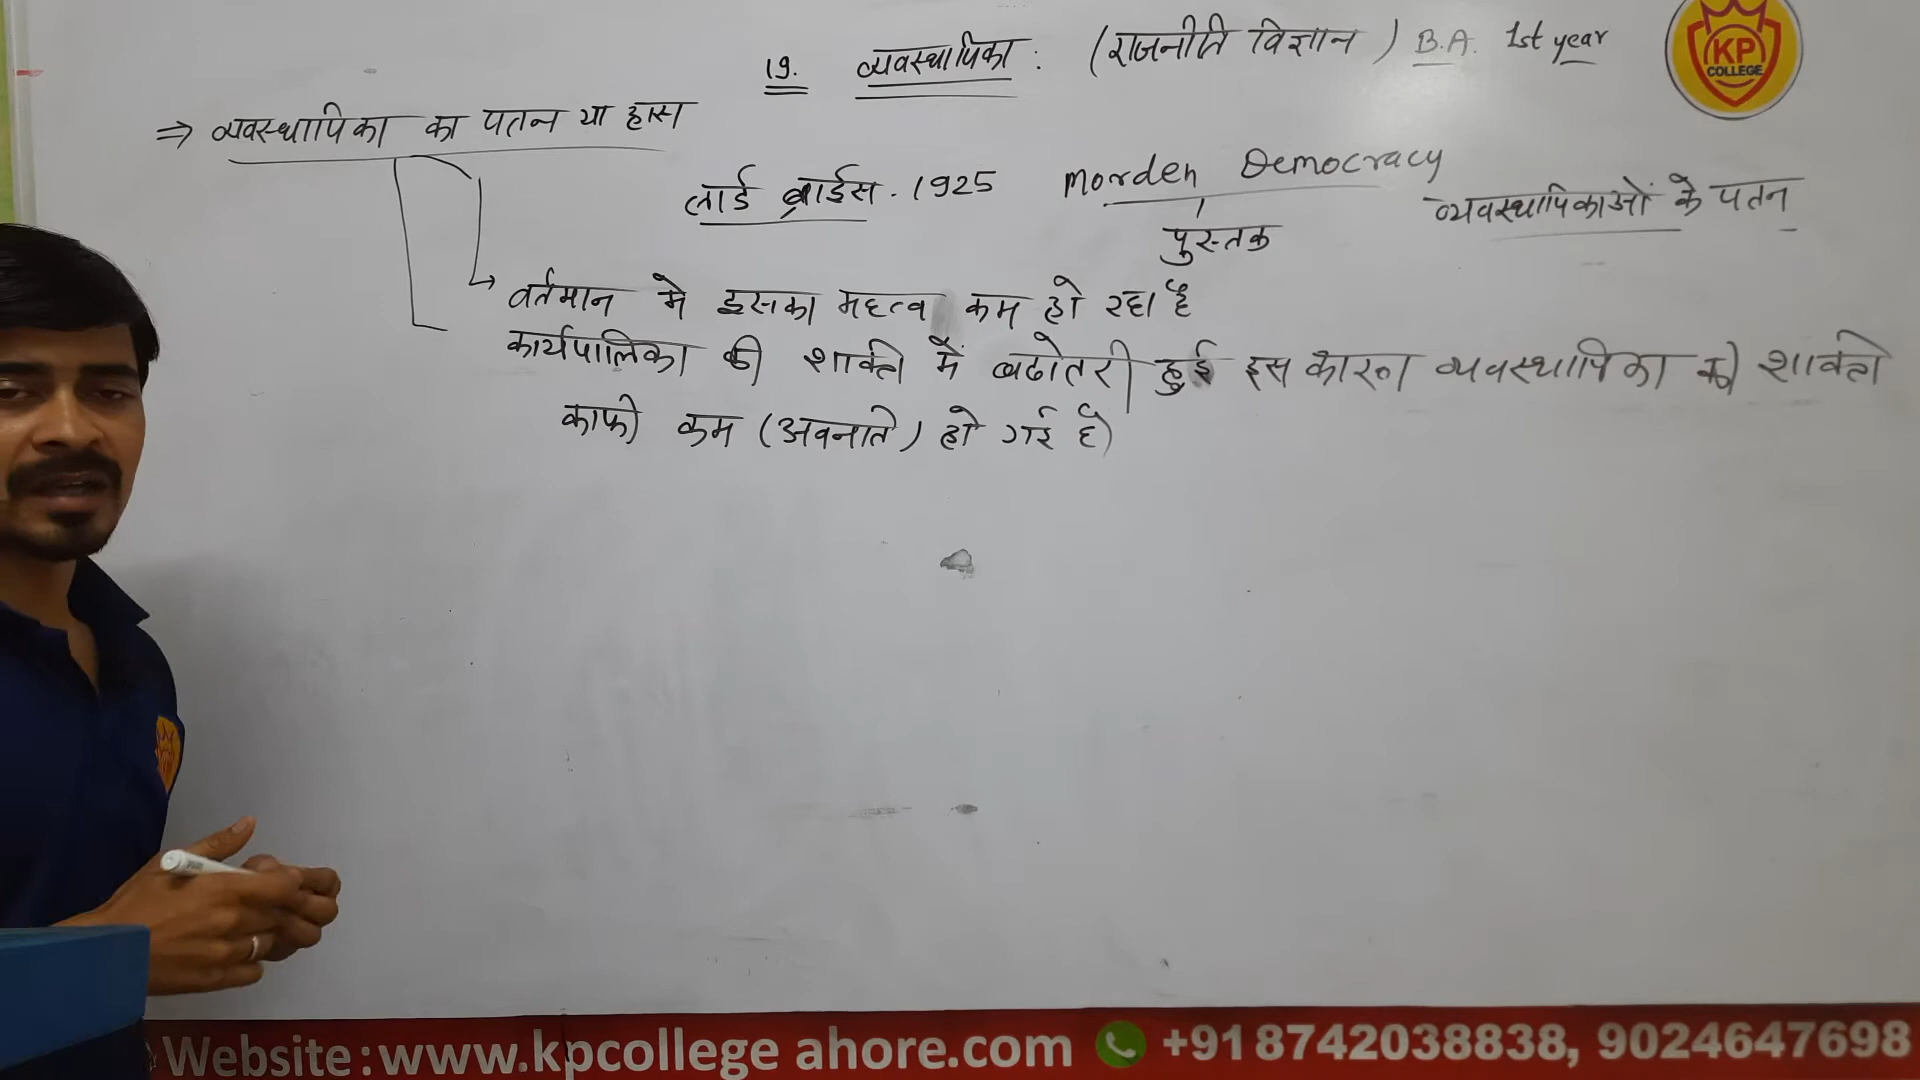 19. व्यवस्थापिका : (राजनीति विज्ञान) B.A. 1st year
KP
COLLEGE
⇒ व्यवस्थापिका का पतन या ह्रास
लार्ड ब्राईस. 1925 Morden Democracy व्यवस्थापिकाओं के पतन
पुस्तक
वर्तमान मे इसका महत्व कम हो रहा है
कार्यपालिका की शक्ति में बढोतरी हुई इस कारण व्यवस्थापिका की शक्ति
काफी कम (अवनति) हो गई है
Website:www.kpcollege ahore.com +91 8742038838, 9024647698